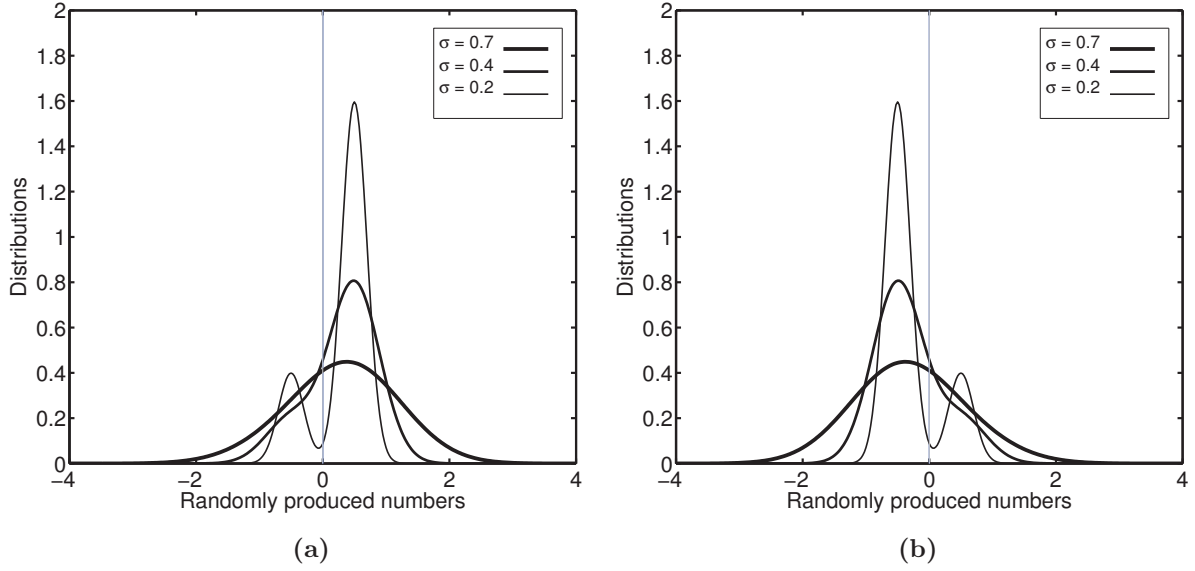 2
1.8
1.6
1.4
1.2
1
0.8
0.6
0.4
0.2
0
−4
−2
0
2
4
Distributions
Randomly produced numbers
σ = 0.7
σ = 0.4
σ = 0.2
(a)
2
1.8
1.6
1.4
1.2
1
0.8
0.6
0.4
0.2
0
−4
−2
0
2
4
Distributions
Randomly produced numbers
σ = 0.7
σ = 0.4
σ = 0.2
(b)